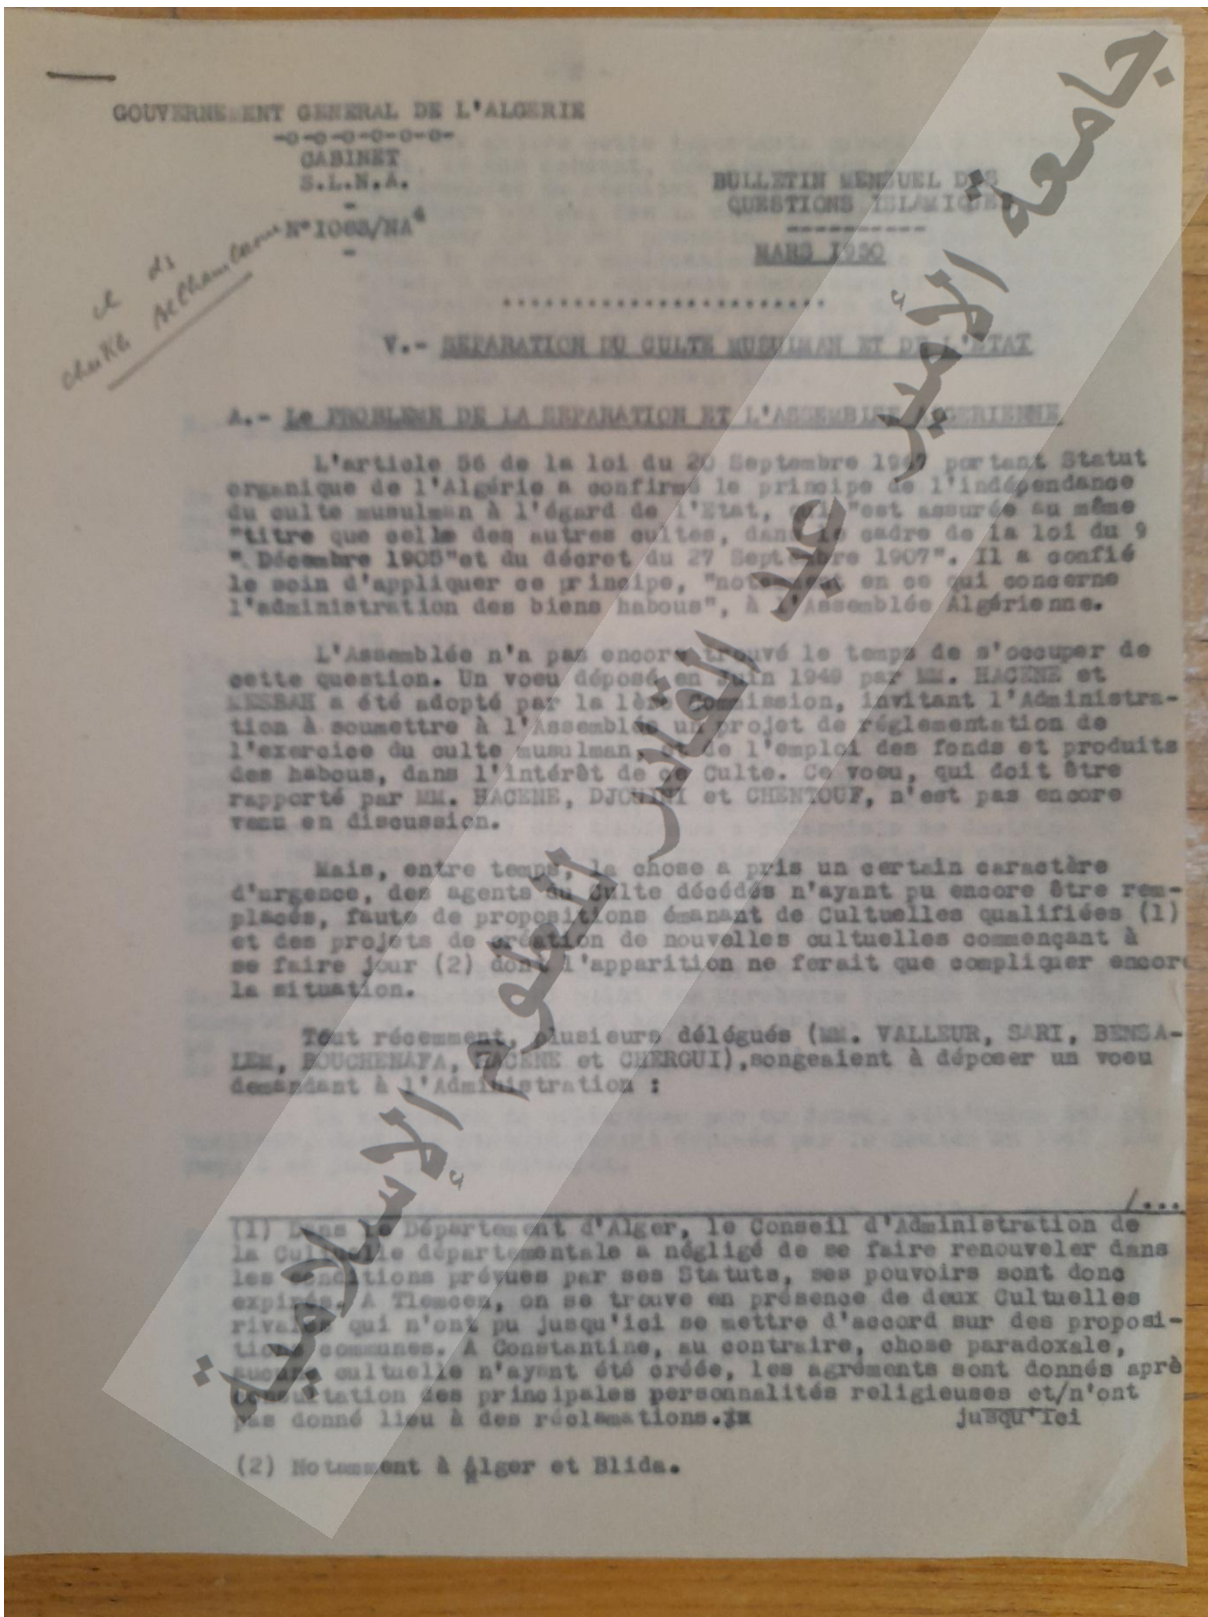 GOUVERNEMENT GENERAL DE L'ALGERIE
-o-o-o-o-o-o-
CABINET
S.L.N.A.
-
N°1083/NA⁴
-
BULLETIN MENSUEL DES
QUESTIONS ISLAMIQUES
----------
MARS 1950
cheikh
V.- SEPARATION DU CULTE MUSULMAN ET DE L'ETAT
A.- Le PROBLEME DE LA SEPARATION ET L'ASSEMBLEE ALGERIENNE
L'article 56 de la loi du 20 Septembre 1947 portant Statut
organique de l'Algérie a confirmé le principe de l'indépendance
du culte musulman à l'égard de l'Etat, qui "est assurée au même
"titre que celle des autres cultes, dans le cadre de la loi du 9
" Décembre 1905"et du décret du 27 Septembre 1907". Il a confié
le soin d'appliquer ce principe, "notamment en ce qui concerne
l'administration des biens habous", à l'Assemblée Algérienne.
L'Assemblée n'a pas encore trouvé le temps de s'occuper de
cette question. Un voeu déposé en Juin 1949 par MM. HACENE et
MESBAH a été adopté par la 1ère Commission, invitant l'Administra-
tion à soumettre à l'Assemblée un projet de réglementation de
l'exercice du culte musulman, et de l'emploi des fonds et produits
des habous, dans l'intérêt de ce Culte. Ce voeu, qui doit être
rapporté par MM. HACENE, et CHENTOUF, n'est pas encore
venu en discussion.
Mais, entre temps, la chose a pris un certain caractère
d'urgence, des agents du Culte décédés n'ayant pu encore être rem-
placés, faute de propositions émanant de Cultuelles qualifiées (1)
et des projets de création de nouvelles cultuelles commençant à
se faire jour (2) dont l'apparition ne ferait que compliquer encore
la situation.
Tout récemment, plusieurs délégués (MM. VALLEUR, SARI, BENSA-
LEM, BOUCHENAFA, HACENE et CHERGUI),songeaient à déposer un voeu
demandant à l'Administration :
/...
(1) Dans le Département d'Alger, le Conseil d'Administration de
la Cultuelle départementale a négligé de se faire renouveler dans
les conditions prévues par ses Statuts, ses pouvoirs sont donc
expirés. A Tlemcen, on se trouve en présence de deux Cultuelles
rivales qui n'ont pu jusqu'ici se mettre d'accord sur des proposi-
tions communes. A Constantine, au contraire, chose paradoxale,
aucune cultuelle n'ayant été créée, les agréments sont donnés aprè
consultation des principales personnalités religieuses et/n'ont
pas donné lieu à des réclamations. jusqu'ici
(2) Notamment à Alger et Blida.
جامعة الأمير عبد القادر للعلوم الإسلامية